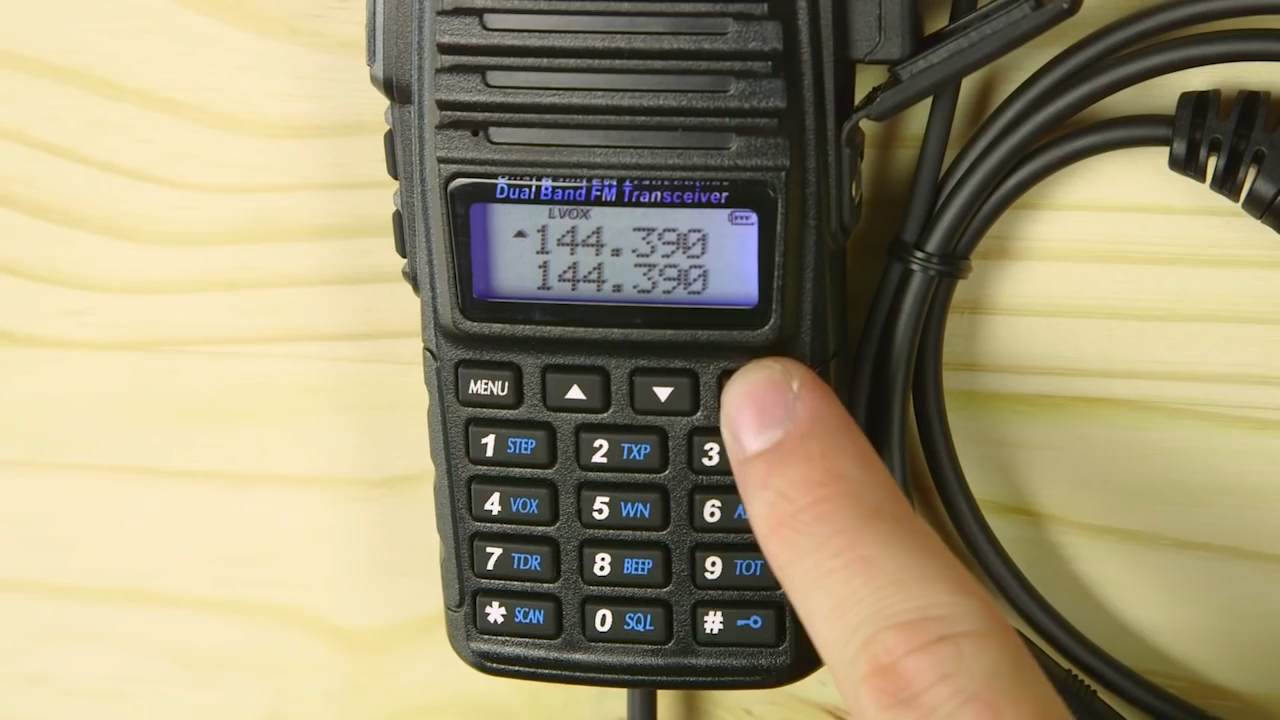 Dual Band FM Transceiver
LVOX
144.390
144.390
MENU
1 STEP 2 TXP 3
4 VOX 5 WN 6
7 TDR 8 BEEP 9 TOT
* SCAN 0 SQL #